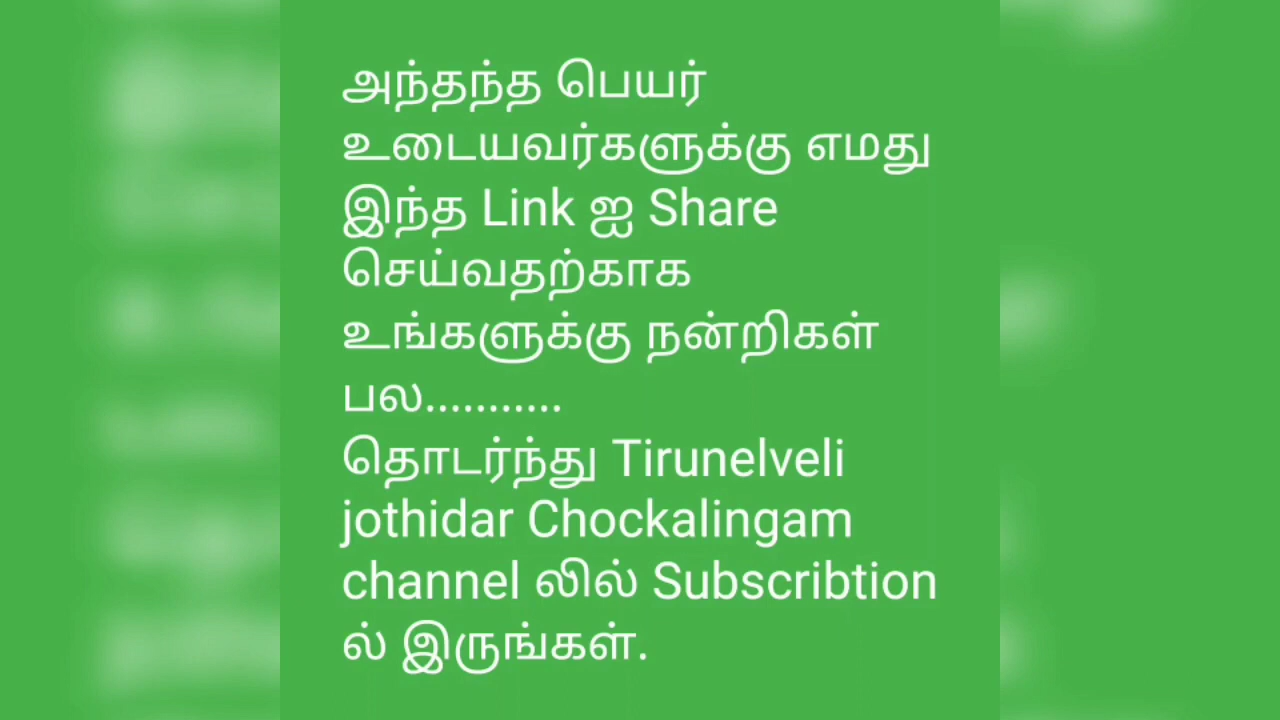 அந்தந்த பெயர்
உடையவர்களுக்கு எமது
இந்த Link ஐ Share
செய்வதற்காக
உங்களுக்கு நன்றிகள்
பல...........
தொடர்ந்து Tirunelveli
jothidar Chockalingam
channel லில் Subscribtion
ல் இருங்கள்.